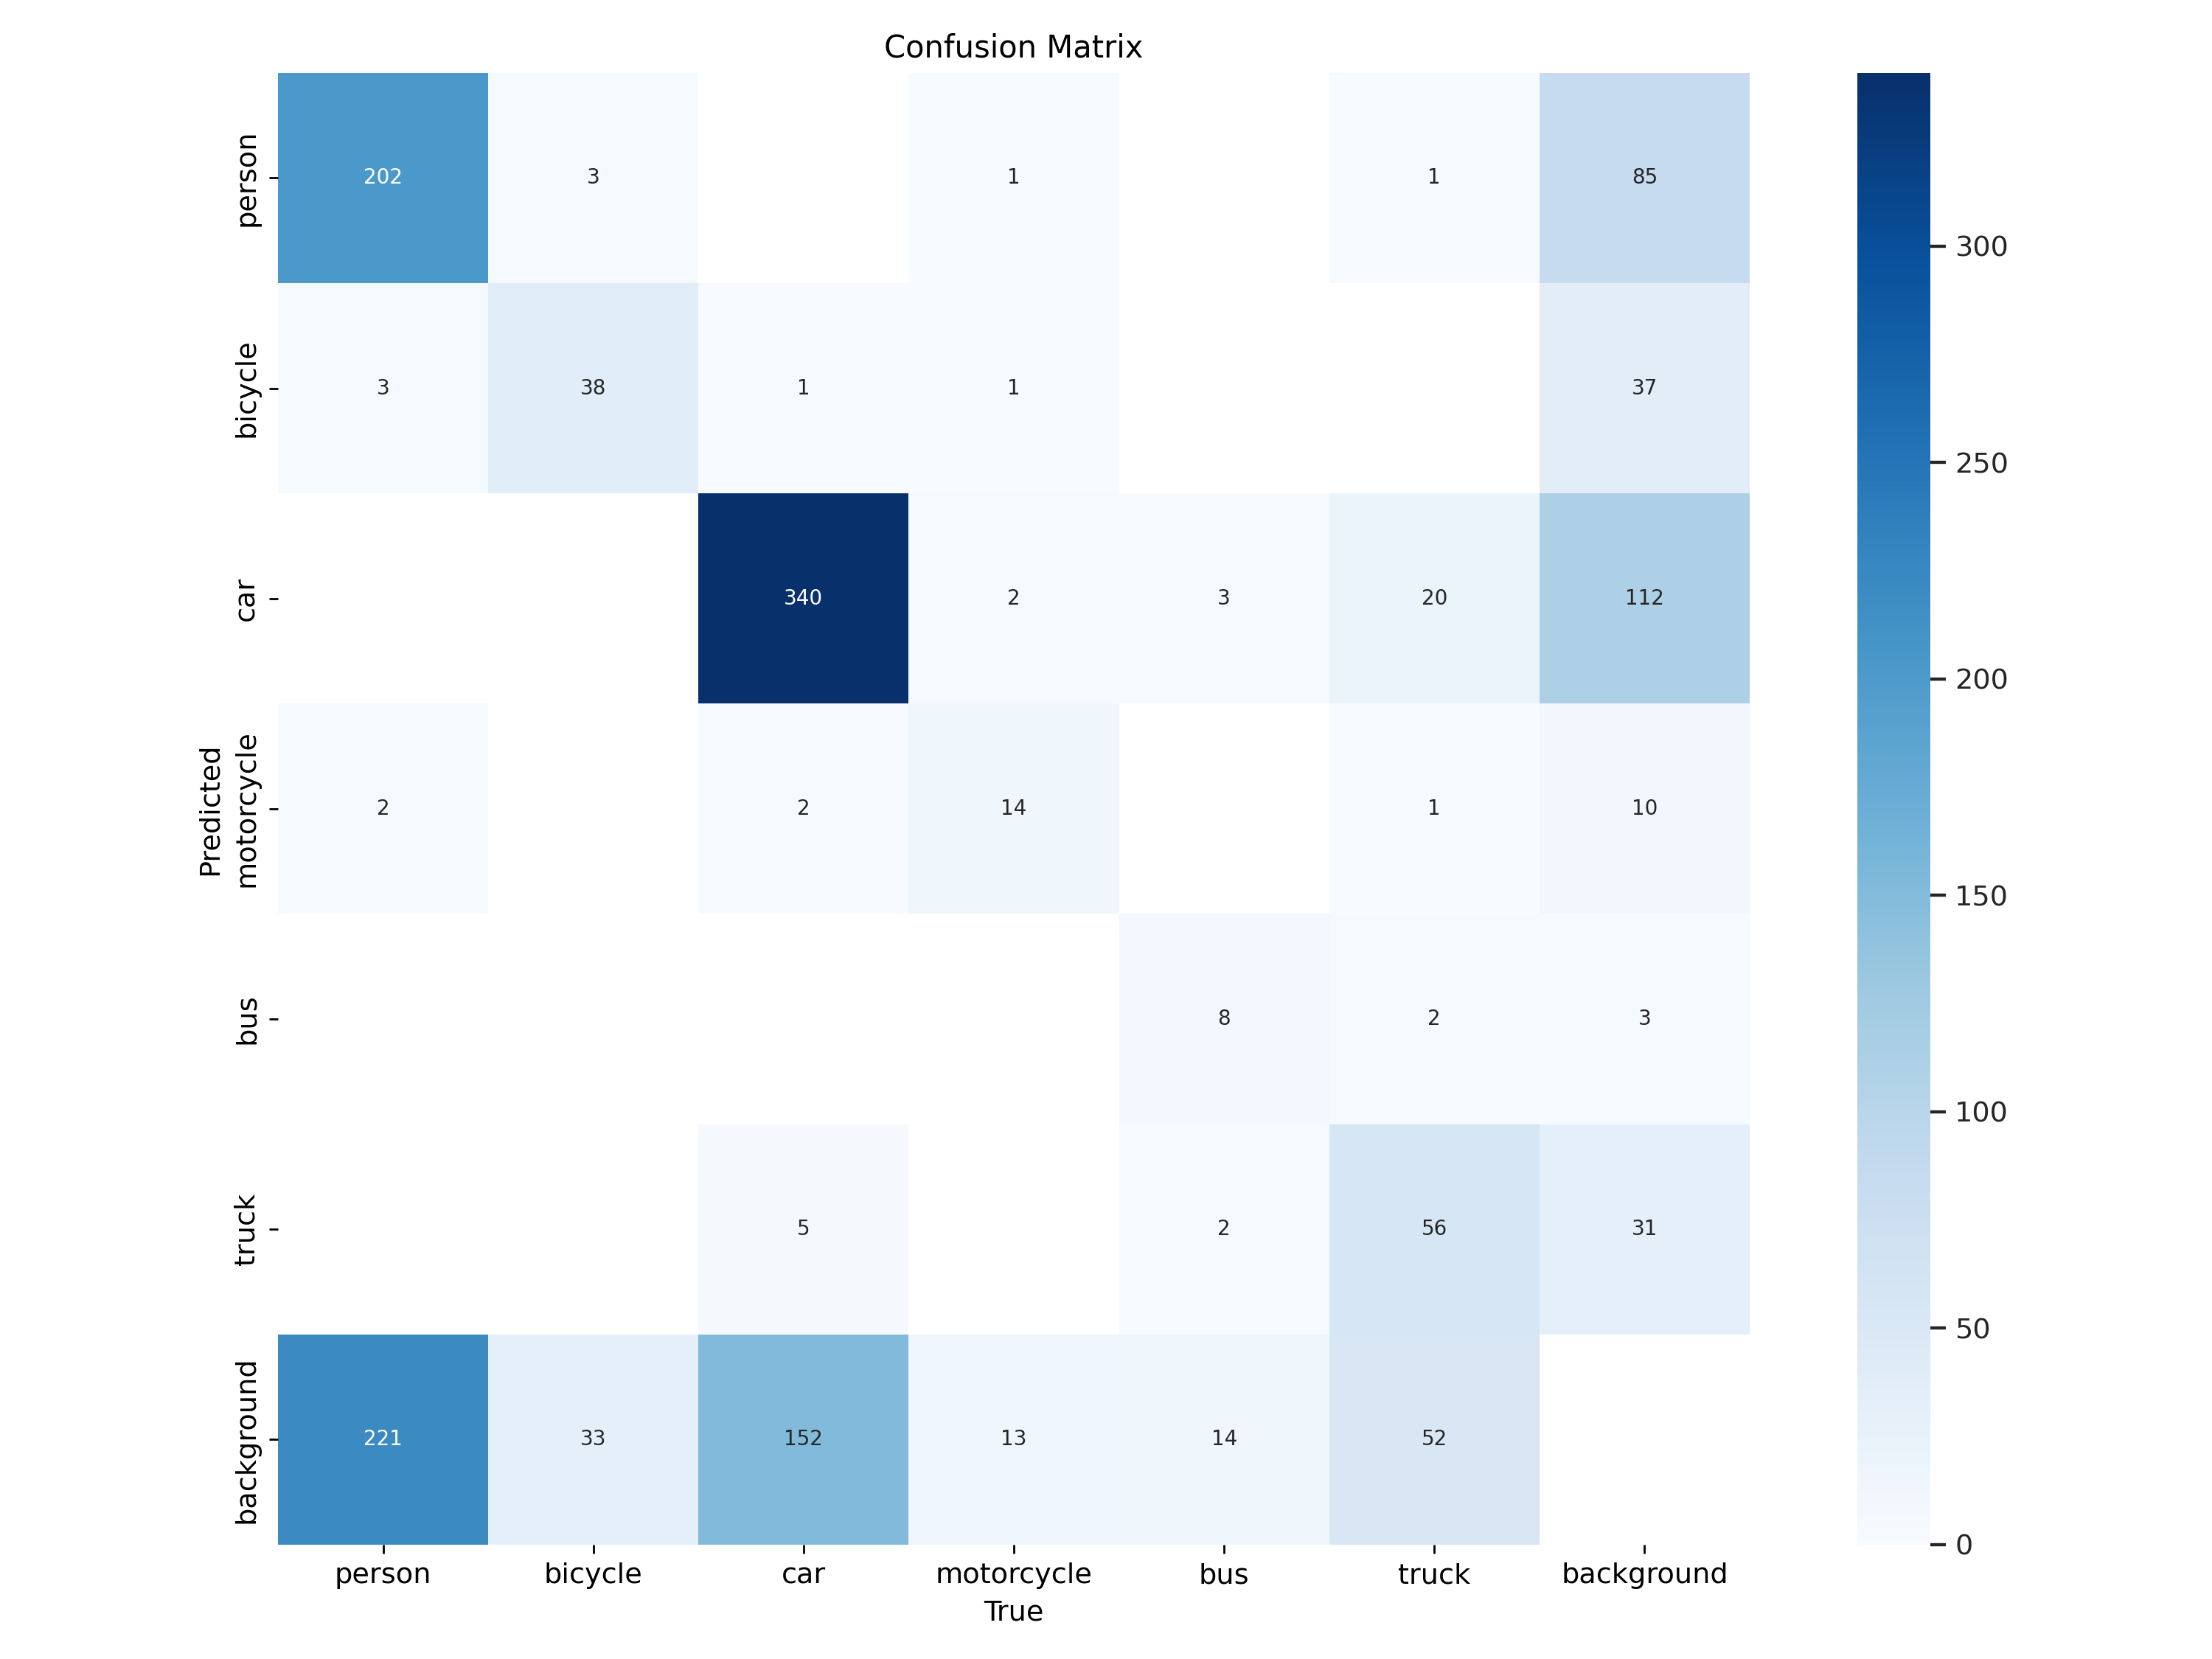 Confusion Matrix
person 202 3 1 1 85
bicycle 3 38 1 1 37
car 340 2 3 20 112
motorcycle 2 2 14 1 10
bus 8 2 3
truck 5 2 56 31
background 221 33 152 13 14 52
person bicycle car motorcycle bus truck background
True
Predicted
300
250
200
150
100
50
0